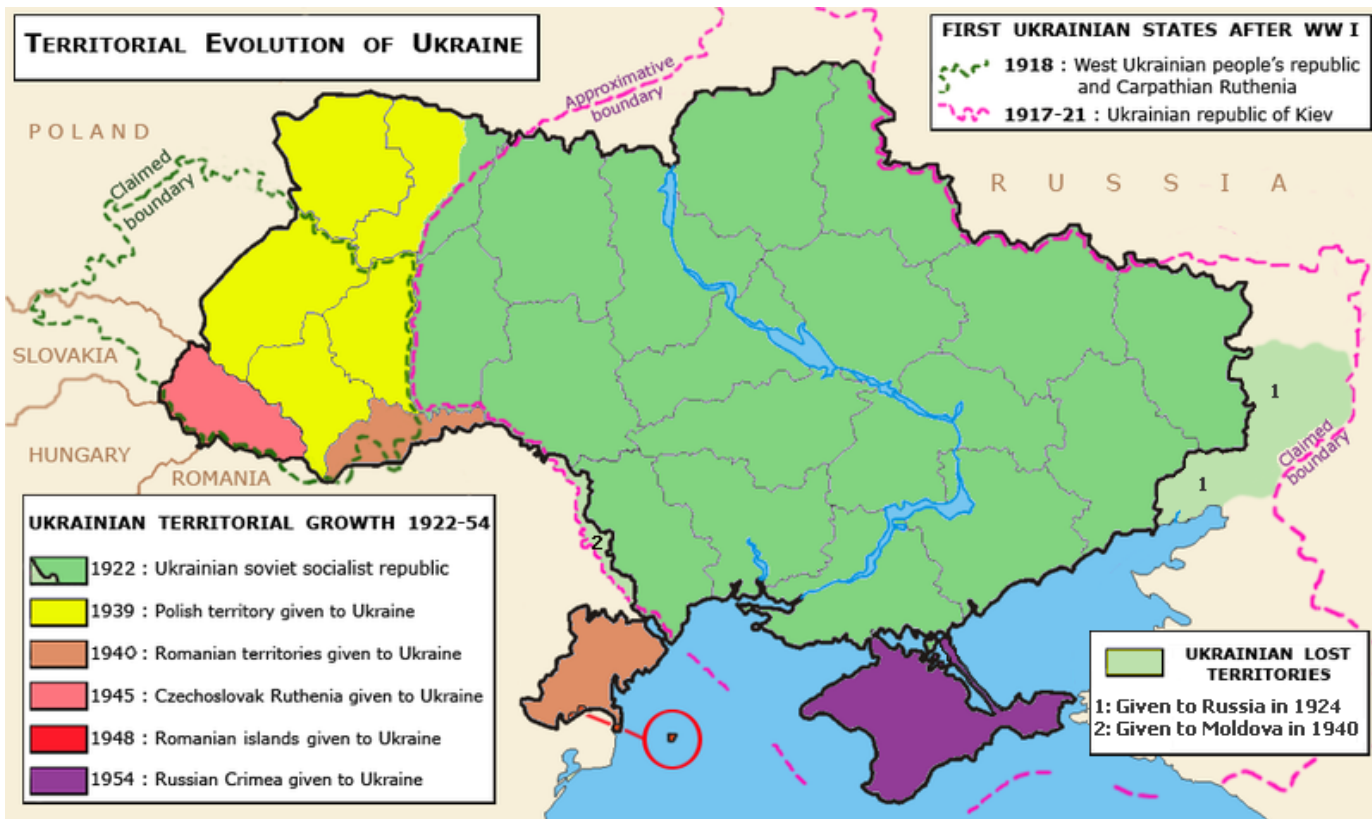 TERRITORIAL EVOLUTION OF UKRAINE
FIRST UKRAINIAN STATES AFTER WW I
1918 : West Ukrainian people's republic
and Carpathian Ruthenia
1917-21 : Ukrainian republic of Kiev
Approximative
boundary
POLAND
Claimed
boundary
RUSSIA
SLOVAKIA
HUNGARY
ROMANIA
1
Claimed
boundary
1
2
UKRAINIAN TERRITORIAL GROWTH 1922-54
1922 : Ukrainian soviet socialist republic
1939 : Polish territory given to Ukraine
1940 : Romanian territories given to Ukraine
1945 : Czechoslovak Ruthenia given to Ukraine
1948 : Romanian islands given to Ukraine
1954 : Russian Crimea given to Ukraine
UKRAINIAN LOST
TERRITORIES
1: Given to Russia in 1924
2: Given to Moldova in 1940